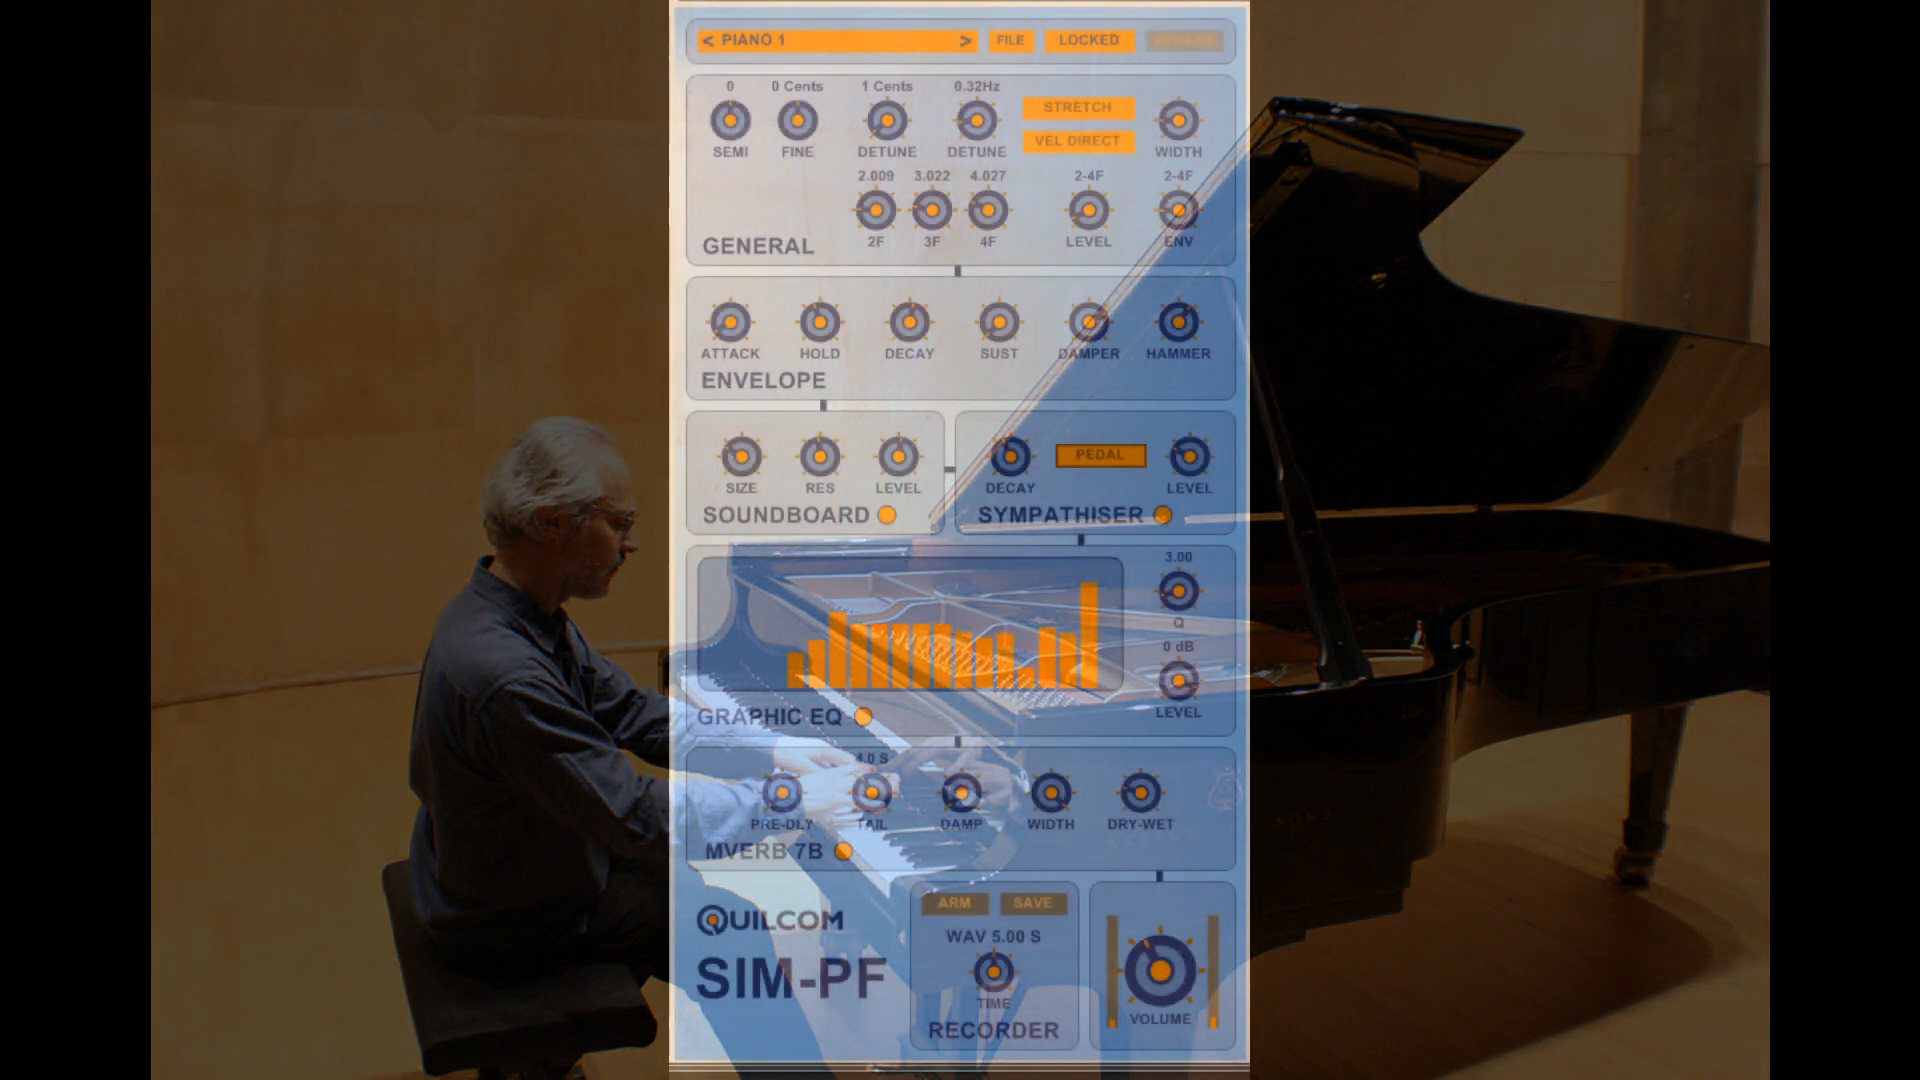 < PIANO 1 > FILE LOCKED RENAME
0 0 Cents 1 Cents 0.32Hz STRETCH
VEL DIRECT
SEMI FINE DETUNE DETUNE WIDTH
2.009 3.022 4.027 2-4F 2-4F
2F 3F 4F LEVEL ENV
GENERAL
ATTACK HOLD DECAY SUST DAMPER HAMMER
ENVELOPE
SIZE RES LEVEL
SOUNDBOARD
PEDAL
DECAY LEVEL
SYMPATHISER
3.00
Q
0 dB
LEVEL
GRAPHIC EQ
4.0 S
PRE-DLY TAIL DAMP WIDTH DRY-WET
MVERB 7B
QUILCOM
SIM-PF
ARM SAVE
WAV 5.00 S
TIME
RECORDER
VOLUME